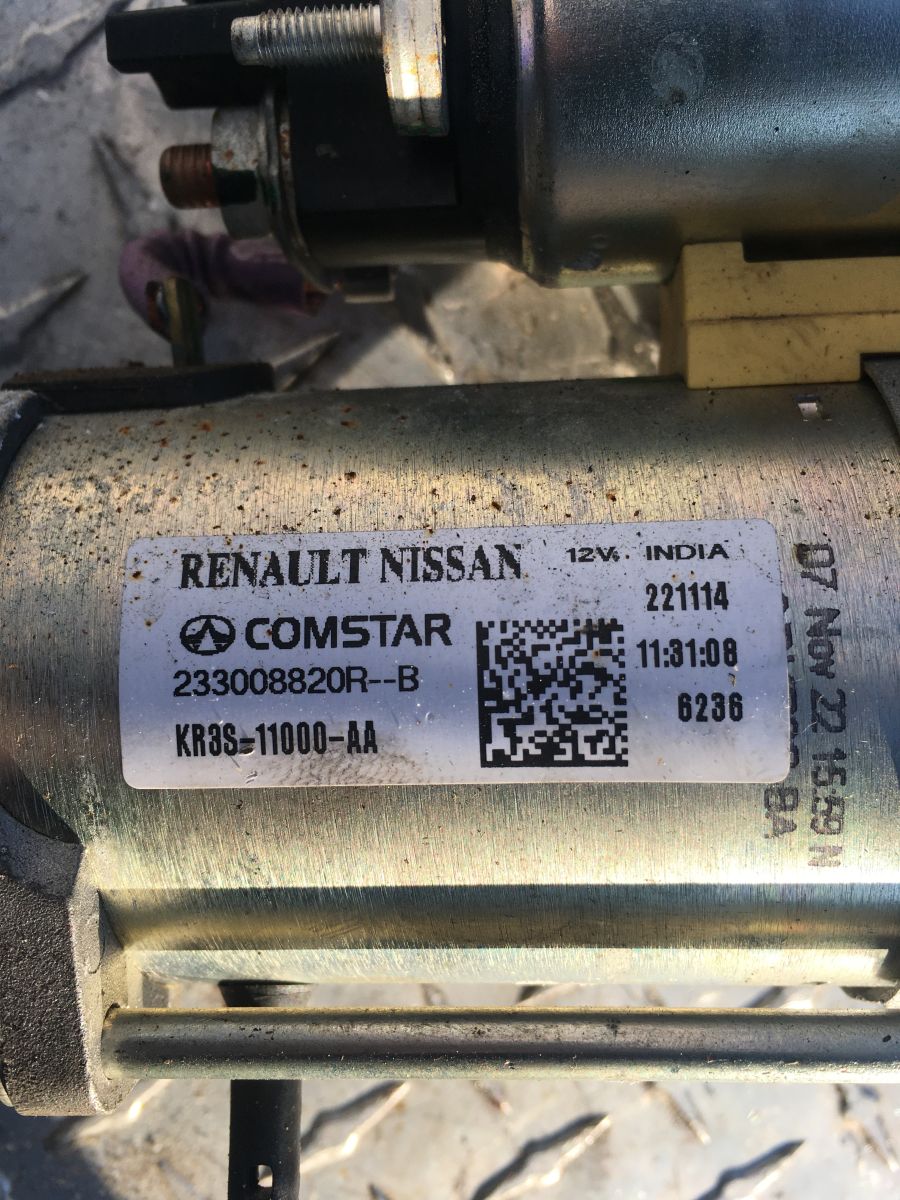 RENAULT NISSAN 12V. INDIA
221114
COMSTAR
11:31:08
233008820R--B
6236
KR3S-11000-AA
07 Nov 22 15:59 N
8A